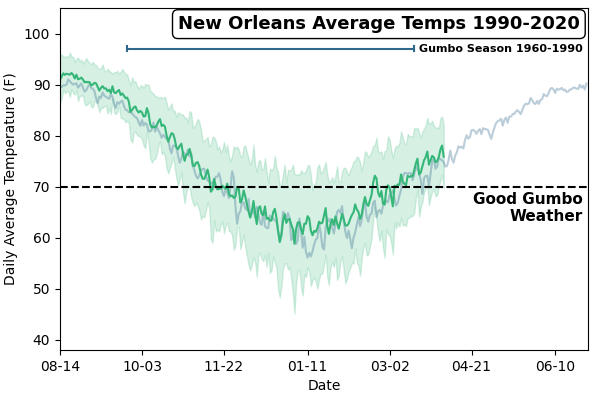 New Orleans Average Temps 1990-2020
Gumbo Season 1960-1990
Good Gumbo
Weather
Daily Average Temperature (F)
100
90
80
70
60
50
40
08-14
10-03
11-22
01-11
03-02
04-21
06-10
Date